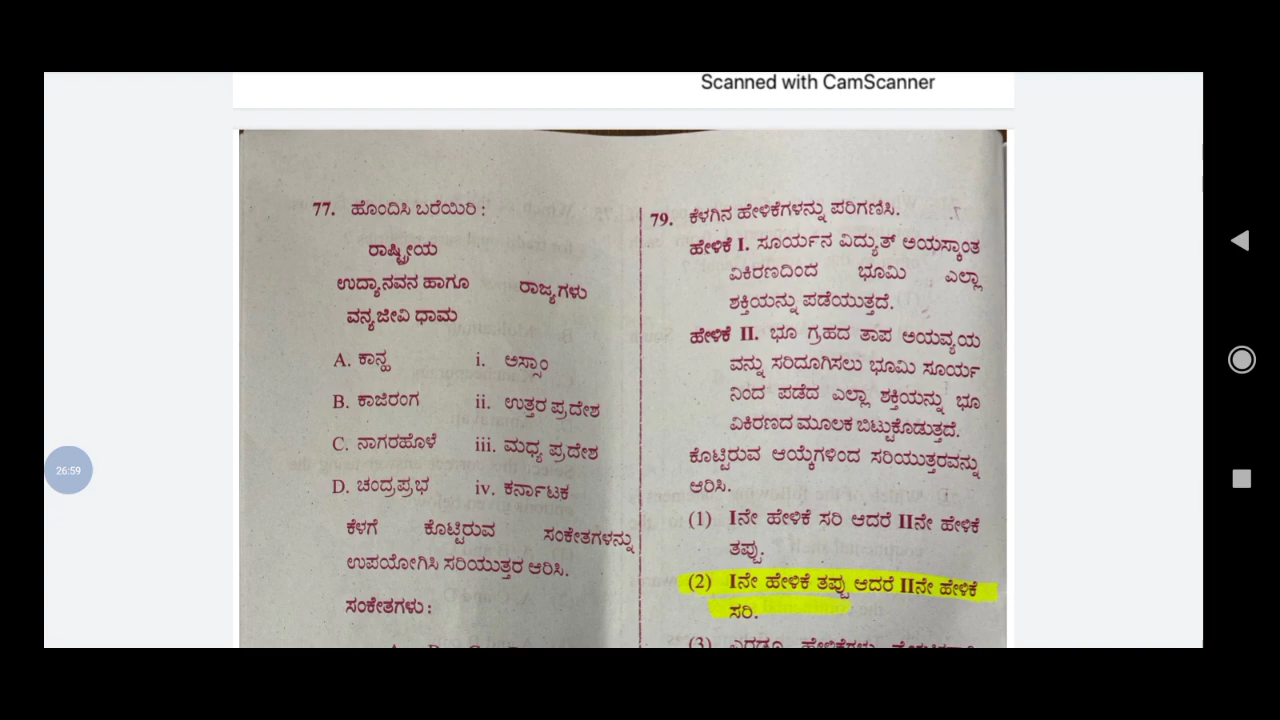 Scanned with CamScanner
77. ಹೊಂದಿಸಿ ಬರೆಯಿರಿ :
ರಾಷ್ಟ್ರೀಯ
ಉದ್ಯಾನವನ ಹಾಗೂ ರಾಜ್ಯಗಳು
ವನ್ಯಜೀವಿ ಧಾಮ
A. ಕಾನ್ಹ i. ಅಸ್ಸಾಂ
B. ಕಾಜಿರಂಗ ii. ಉತ್ತರ ಪ್ರದೇಶ
C. ನಾಗರಹೊಳೆ iii. ಮಧ್ಯ ಪ್ರದೇಶ
D. ಚಂದ್ರಪ್ರಭ iv. ಕರ್ನಾಟಕ
ಕೆಳಗೆ ಕೊಟ್ಟಿರುವ ಸಂಕೇತಗಳನ್ನು
ಉಪಯೋಗಿಸಿ ಸರಿಯುತ್ತರ ಆರಿಸಿ.
ಸಂಕೇತಗಳು :
79. ಕೆಳಗಿನ ಹೇಳಿಕೆಗಳನ್ನು ಪರಿಗಣಿಸಿ.
ಹೇಳಿಕೆ I. ಸೂರ್ಯನ ವಿದ್ಯುತ್ ಅಯಸ್ಕಾಂತ
ವಿಕಿರಣದಿಂದ ಭೂಮಿ ಎಲ್ಲಾ
ಶಕ್ತಿಯನ್ನು ಪಡೆಯುತ್ತದೆ.
ಹೇಳಿಕೆ II. ಭೂ ಗ್ರಹದ ತಾಪ ಅಯವ್ಯಯ
ವನ್ನು ಸರಿದೂಗಿಸಲು ಭೂಮಿ ಸೂರ್ಯ
ನಿಂದ ಪಡೆದ ಎಲ್ಲಾ ಶಕ್ತಿಯನ್ನು ಭೂ
ವಿಕಿರಣದ ಮೂಲಕ ಬಿಟ್ಟುಕೊಡುತ್ತದೆ.
ಕೊಟ್ಟಿರುವ ಆಯ್ಕೆಗಳಿಂದ ಸರಿಯುತ್ತರವನ್ನು
ಆರಿಸಿ.
(1) Iನೇ ಹೇಳಿಕೆ ಸರಿ ಆದರೆ IIನೇ ಹೇಳಿಕೆ
ತಪ್ಪು.
(2) Iನೇ ಹೇಳಿಕೆ ತಪ್ಪು ಆದರೆ IIನೇ ಹೇಳಿಕೆ
ಸರಿ.
26:59